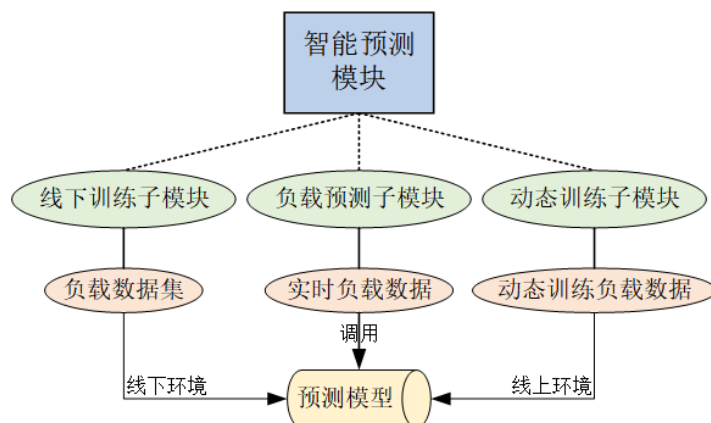 智能预测
模块
线下训练子模块
负载预测子模块
动态训练子模块
负载数据集
实时负载数据
动态训练负载数据
调用
线下环境
线上环境
预测模型